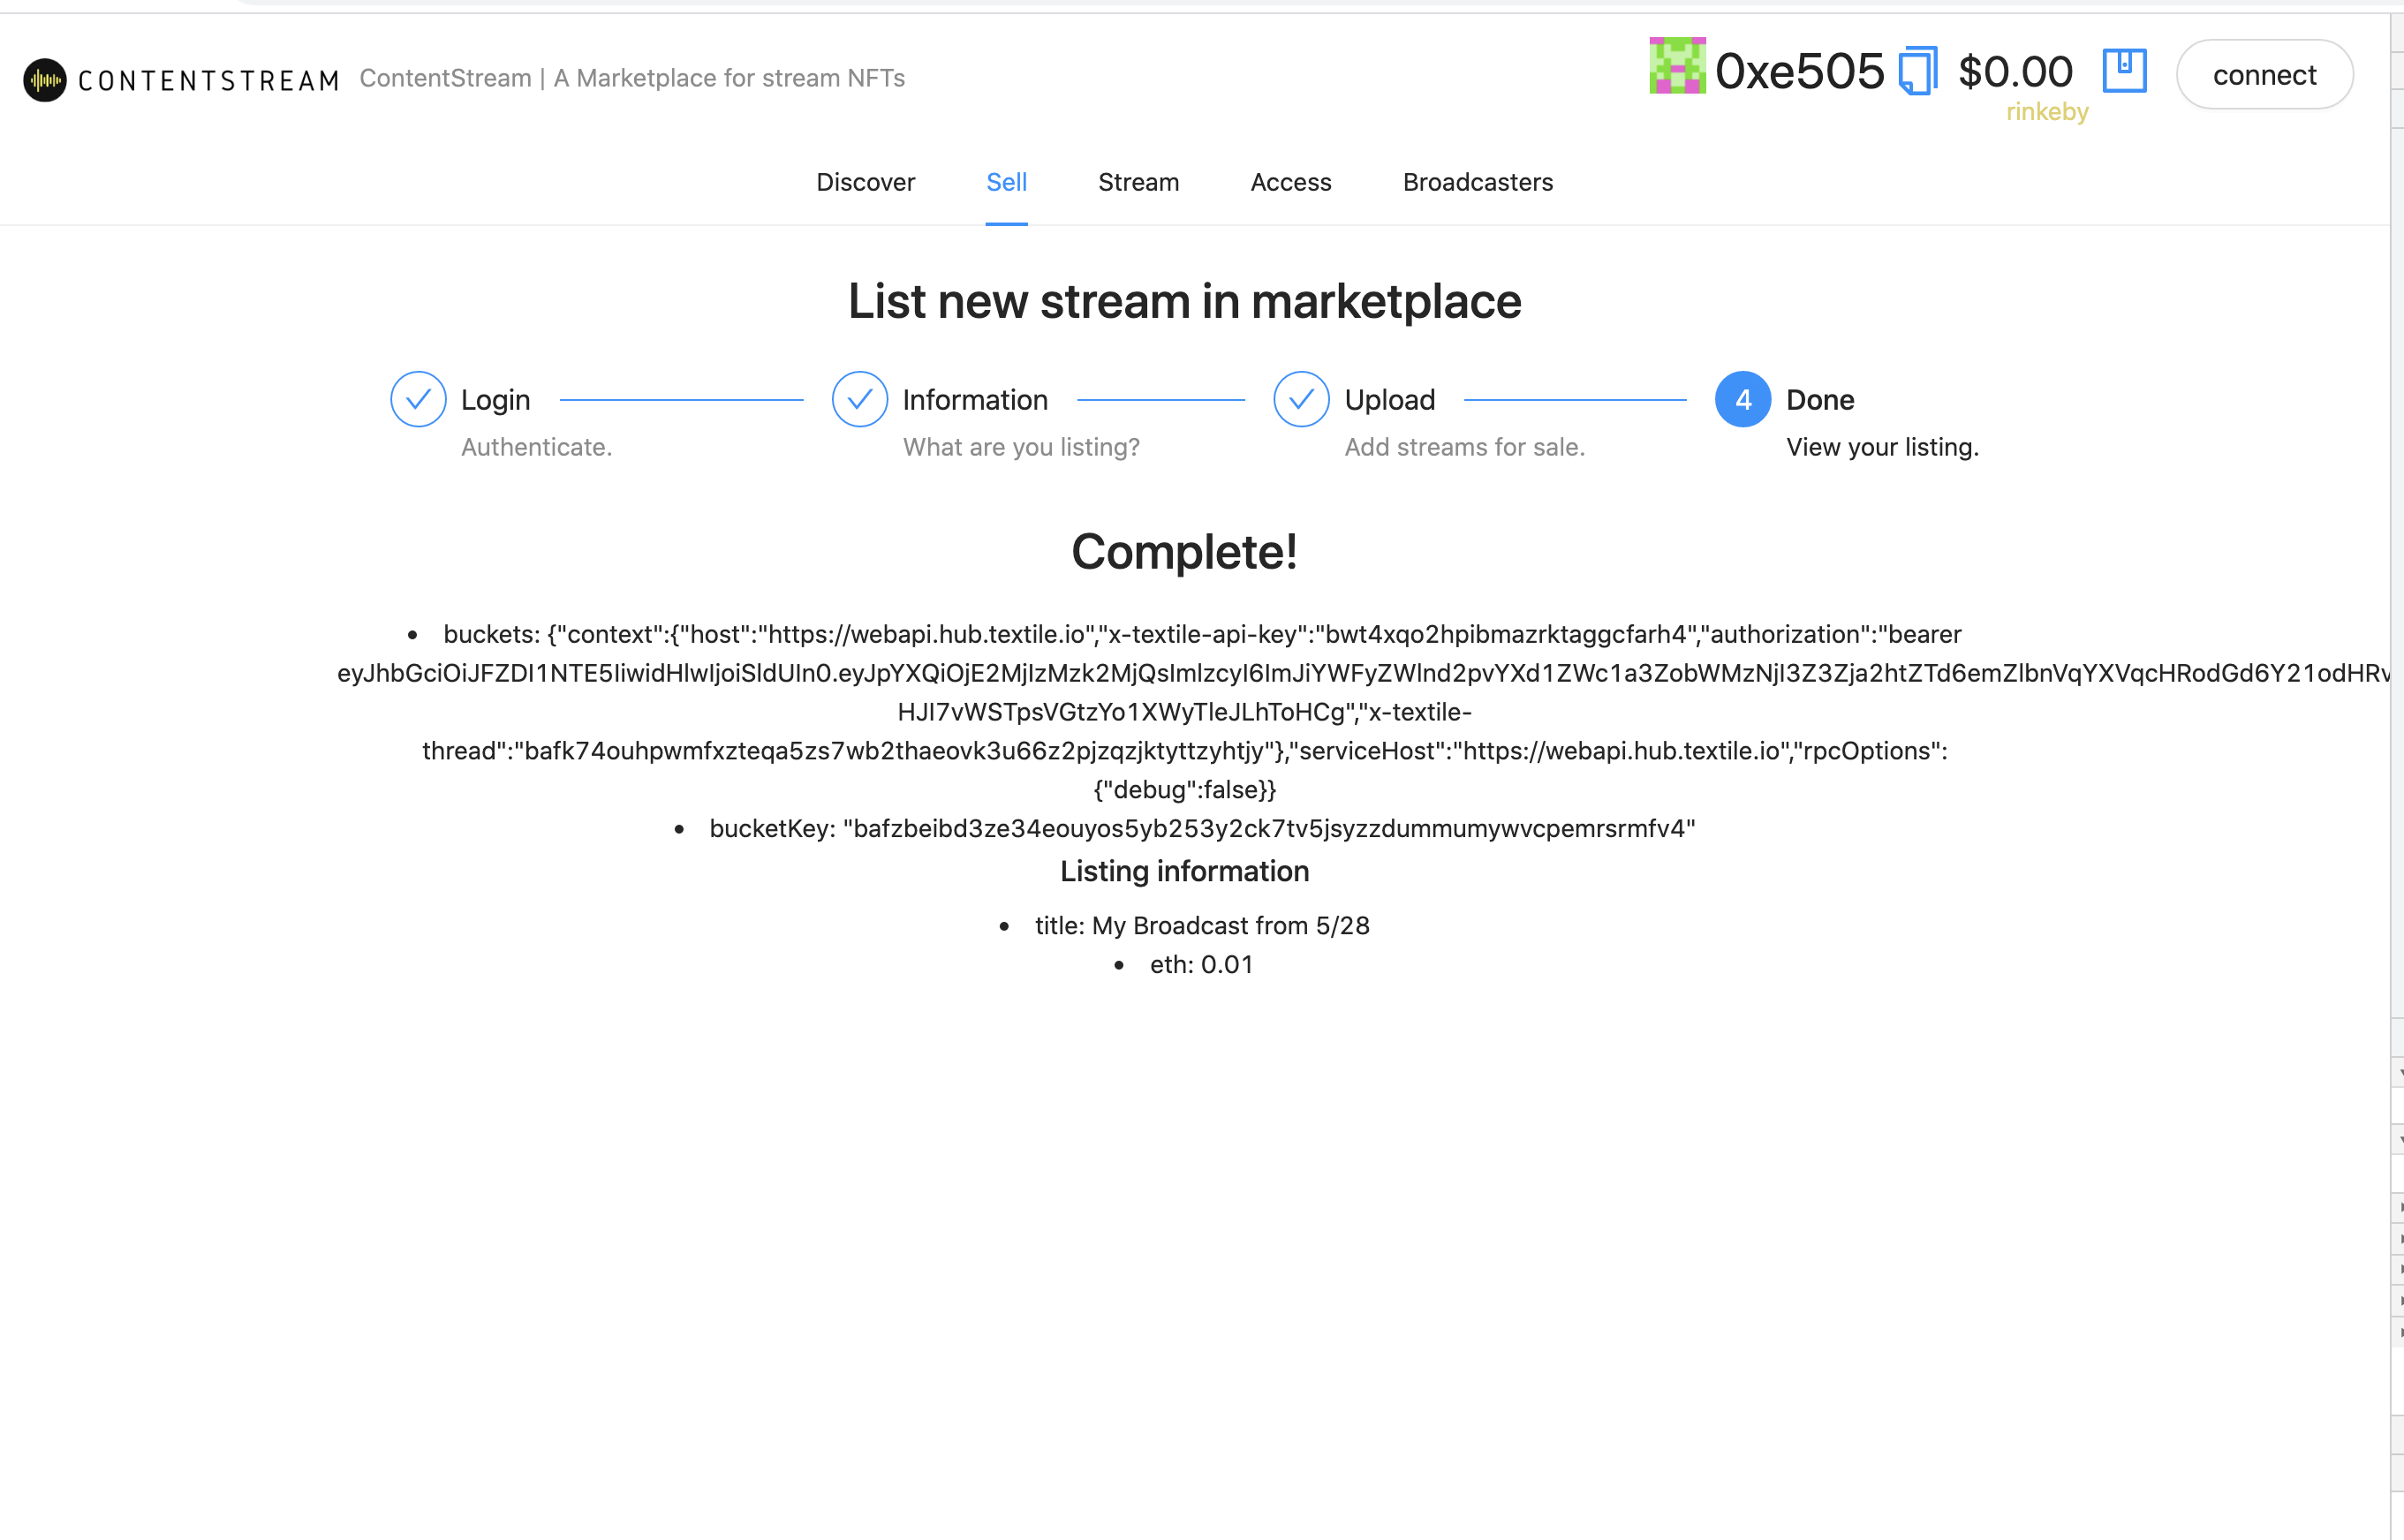 CONTENTSTREAM ContentStream | A Marketplace for stream NFTs
0xe505 $0.00 connect
rinkeby
Discover Sell Stream Access Broadcasters
List new stream in marketplace
Login Information Upload 4 Done
Authenticate. What are you listing? Add streams for sale. View your listing.
Complete!
• buckets: {"context":{"host":"https://webapi.hub.textile.io","x-textile-api-key":"bwt4xqo2hpibmazrktaggcfarh4","authorization":"bearer
eyJhbGciOiJFZDI1NTE5IiwidHlwIjoiSldUIn0.eyJpYXQiOjE2MjIzMzk2MjQsImlzcyI6ImJiYWFyZWlnd2pvYXd1ZWc1a3ZobWMzNjI3Z3Zja2htZTd6emZlbnVqYXVqcHRodGd6Y21odHRv
HJI7vWSTpsVGtzYo1XWyTleJLhToHCg","x-textile-
thread":"bafk74ouhpwmfxzteqa5zs7wb2thaeovk3u66z2pjzqzjktyttzyhtjy"},"serviceHost":"https://webapi.hub.textile.io","rpcOptions":
{"debug":false}}
• bucketKey: "bafzbeibd3ze34eouyos5yb253y2ck7tv5jsyzzdummumywvcpemrsrmfv4"
Listing information
• title: My Broadcast from 5/28
• eth: 0.01